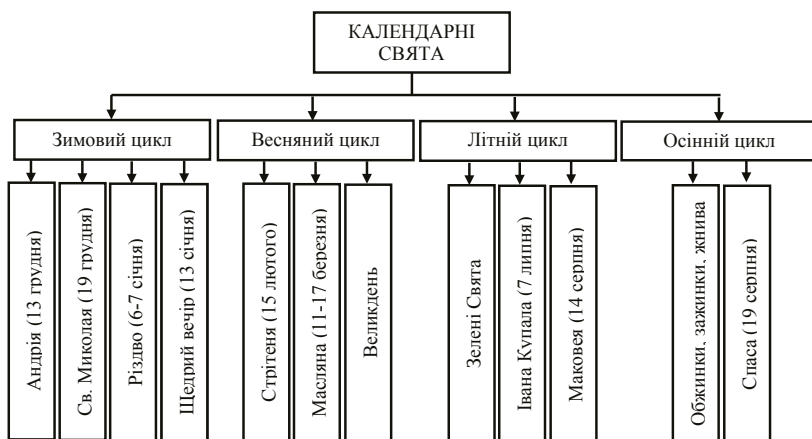 КАЛЕНДАРНІ
СВЯТА
Зимовий цикл
Весняний цикл
Літній цикл
Осінній цикл
Андрія (13 грудня)
Св. Миколая (19 грудня)
Різдво (6-7 січня)
Щедрий вечір (13 січня)
Стрітеня (15 лютого)
Масляна (11-17 березня)
Великдень
Зелені Свята
Івана Купала (7 липня)
Маковея (14 серпня)
Обжинки, зажинки, жнива
Спаса (19 серпня)